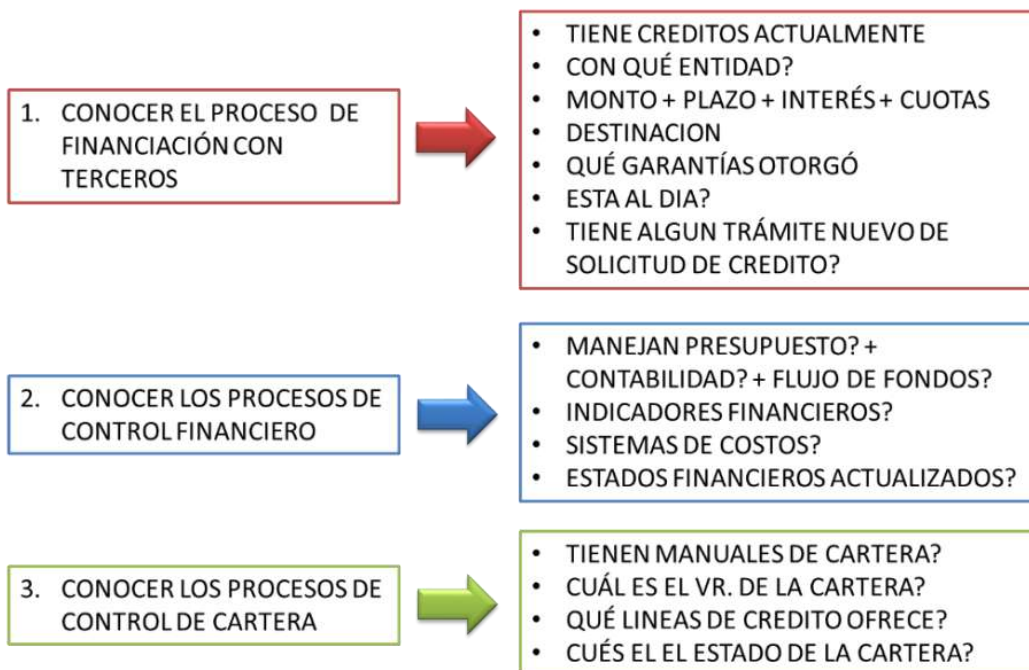 1. CONOCER EL PROCESO DE
FINANCIACIÓN CON
TERCEROS
• TIENE CREDITOS ACTUALMENTE
• CON QUÉ ENTIDAD?
• MONTO + PLAZO + INTERÉS + CUOTAS
• DESTINACION
• QUÉ GARANTÍAS OTORGÓ
• ESTA AL DIA?
• TIENE ALGUN TRÁMITE NUEVO DE
SOLICITUD DE CREDITO?
2. CONOCER LOS PROCESOS DE
CONTROL FINANCIERO
• MANEJAN PRESUPUESTO? +
CONTABILIDAD? + FLUJO DE FONDOS?
• INDICADORES FINANCIEROS?
• SISTEMAS DE COSTOS?
• ESTADOS FINANCIEROS ACTUALIZADOS?
3. CONOCER LOS PROCESOS DE
CONTROL DE CARTERA
• TIENEN MANUALES DE CARTERA?
• CUÁL ES EL VR. DE LA CARTERA?
• QUÉ LINEAS DE CREDITO OFRECE?
• CUÉS EL EL ESTADO DE LA CARTERA?